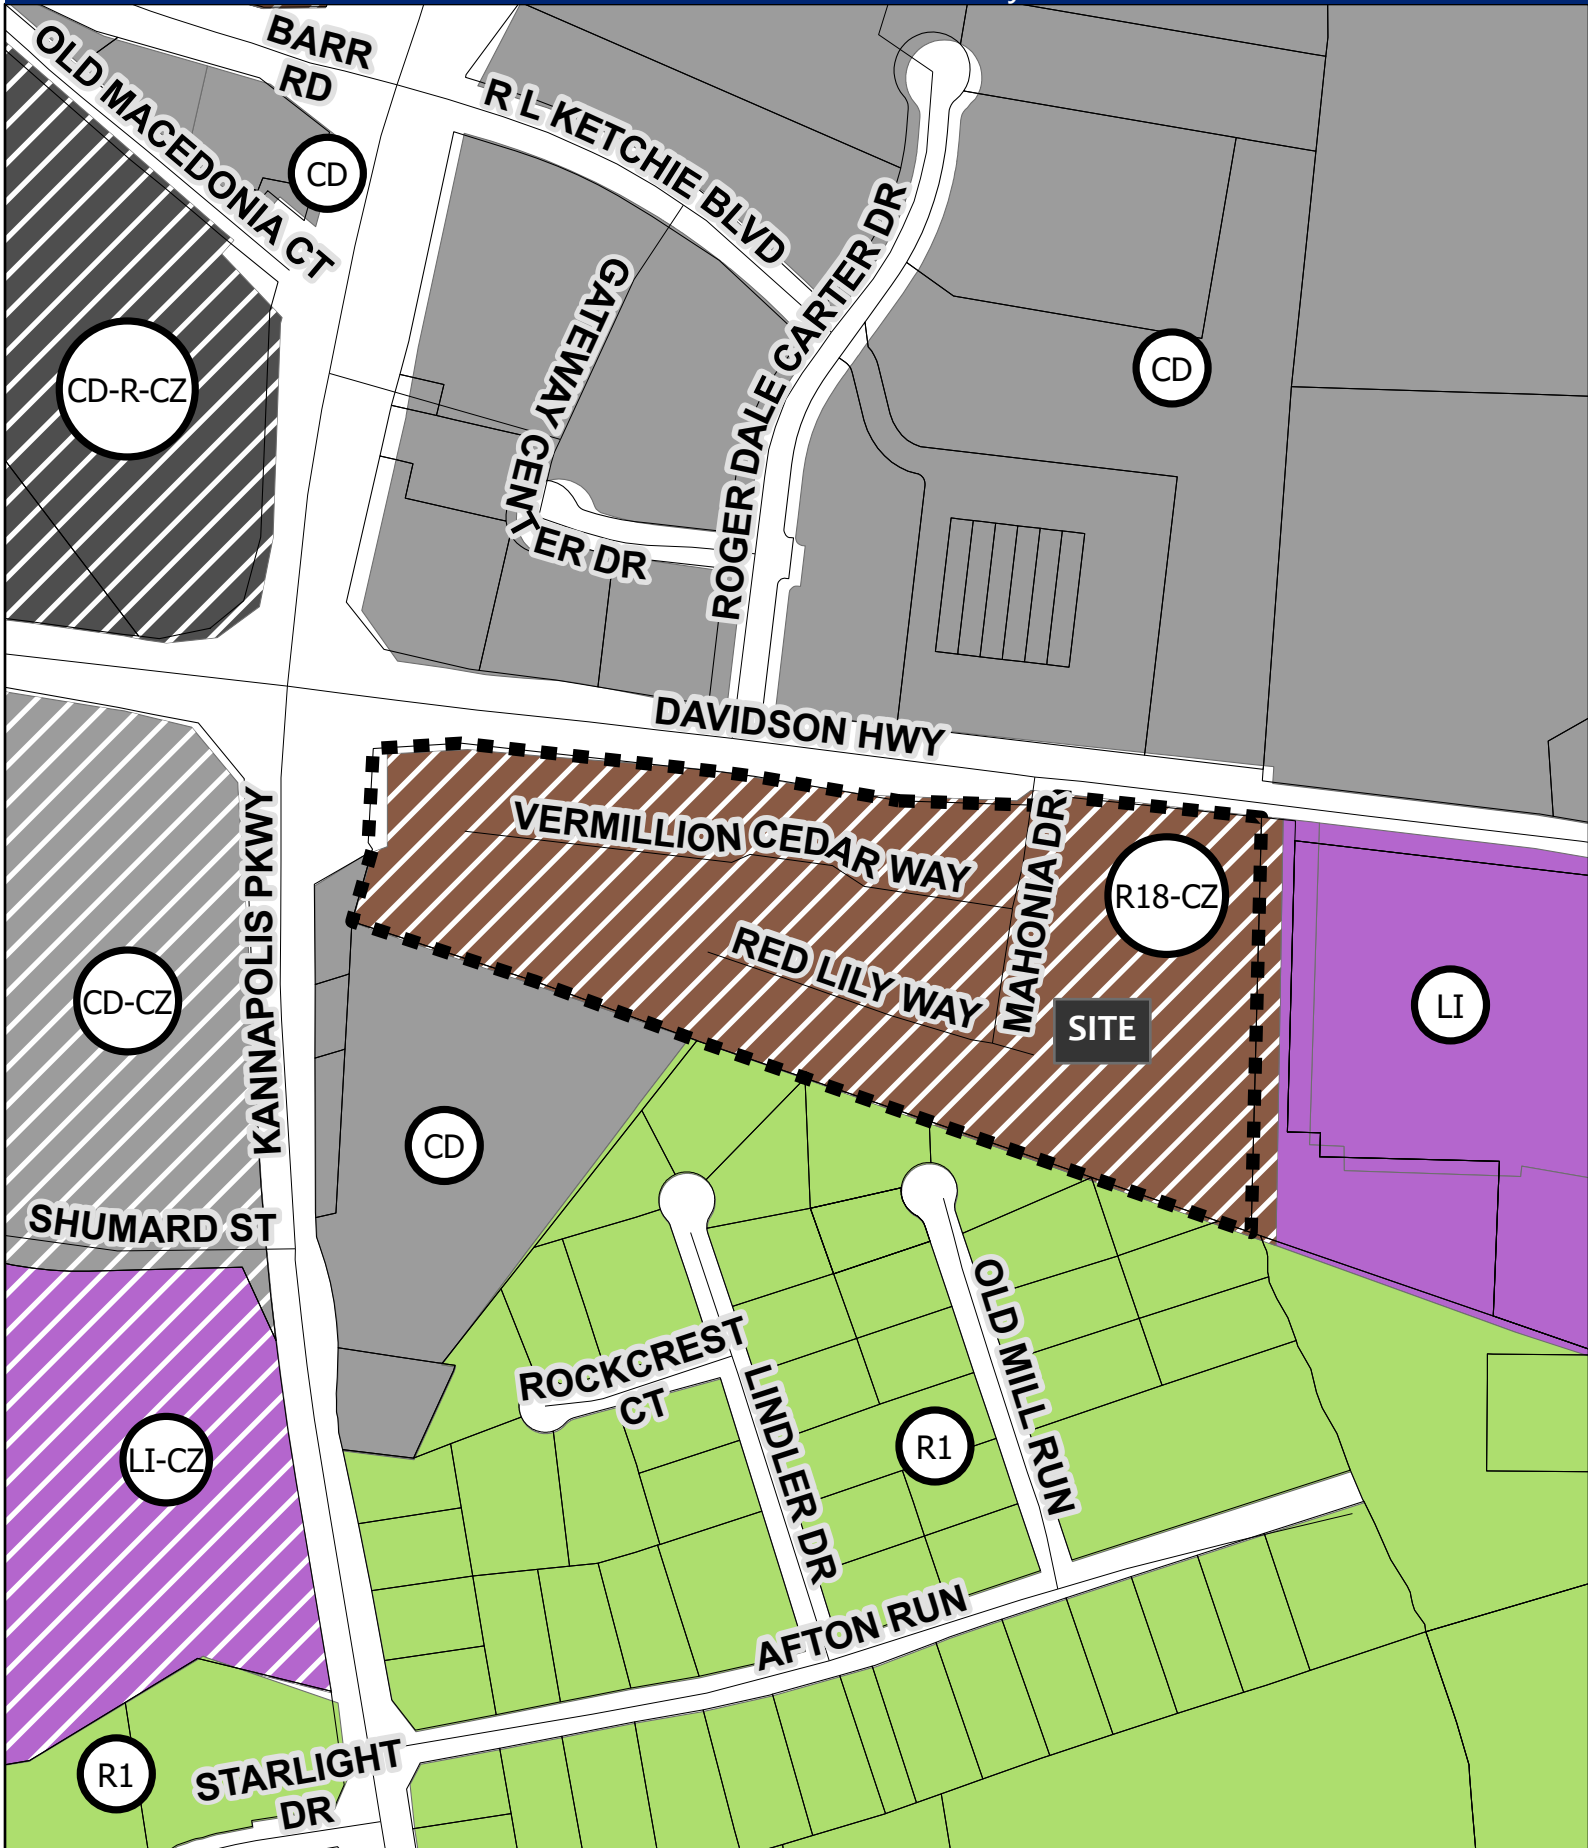 BARR
RD
OLD MACEDONIA CT
CD
R L KETCHIE BLVD
ROGER DALE CARTER DR
GATEWAY CENTER DR
CD
CD-R-CZ
DAVIDSON HWY
VERMILLION CEDAR WAY
MAHONIA DR
R18-CZ
RED LILY WAY
SITE
LI
KANNAPOLIS PKWY
CD-CZ
CD
SHUMARD ST
OLD MILL RUN
ROCKCREST
CT
LINDLER DR
R1
LI-CZ
AFTON RUN
STARLIGHT
DR
R1